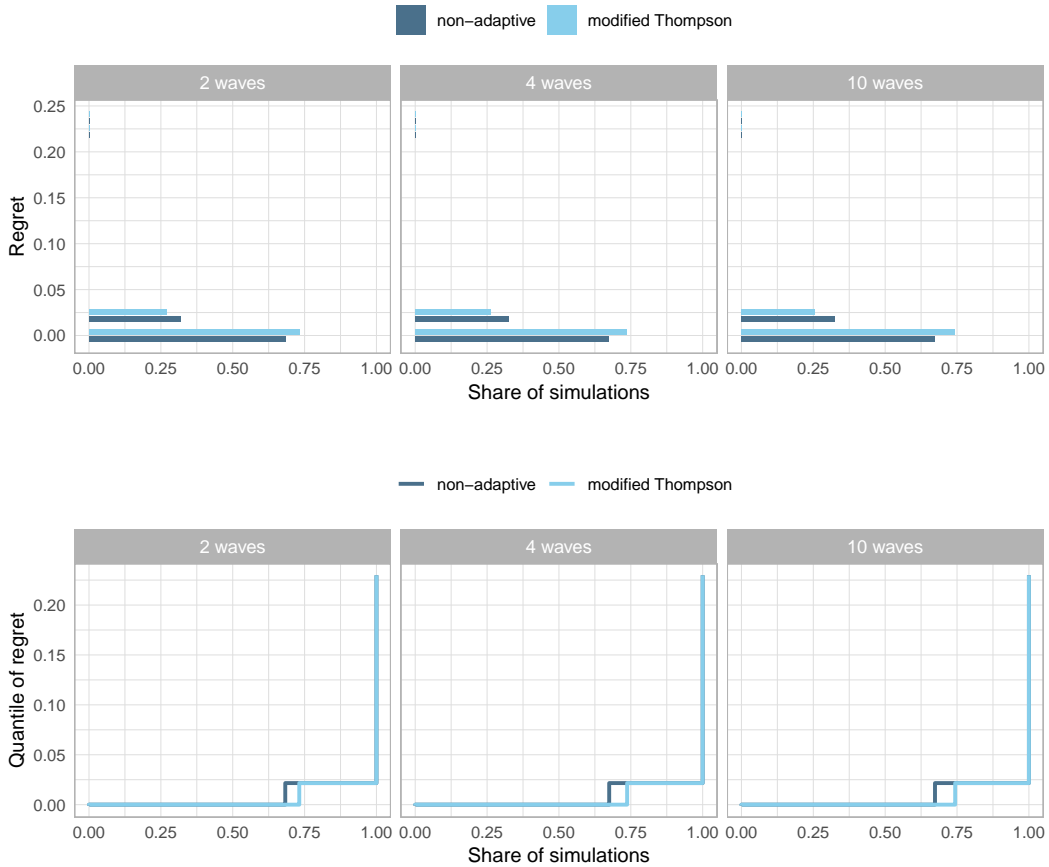 non−adaptive modified Thompson
2 waves 4 waves 10 waves
0.25
0.20
0.15
0.10
0.05
0.00
Regret
0.00 0.25 0.50 0.75 1.00 0.00 0.25 0.50 0.75 1.00 0.00 0.25 0.50 0.75 1.00
Share of simulations
non−adaptive modified Thompson
2 waves 4 waves 10 waves
0.20
0.15
0.10
0.05
0.00
Quantile of regret
0.00 0.25 0.50 0.75 1.00 0.00 0.25 0.50 0.75 1.00 0.00 0.25 0.50 0.75 1.00
Share of simulations